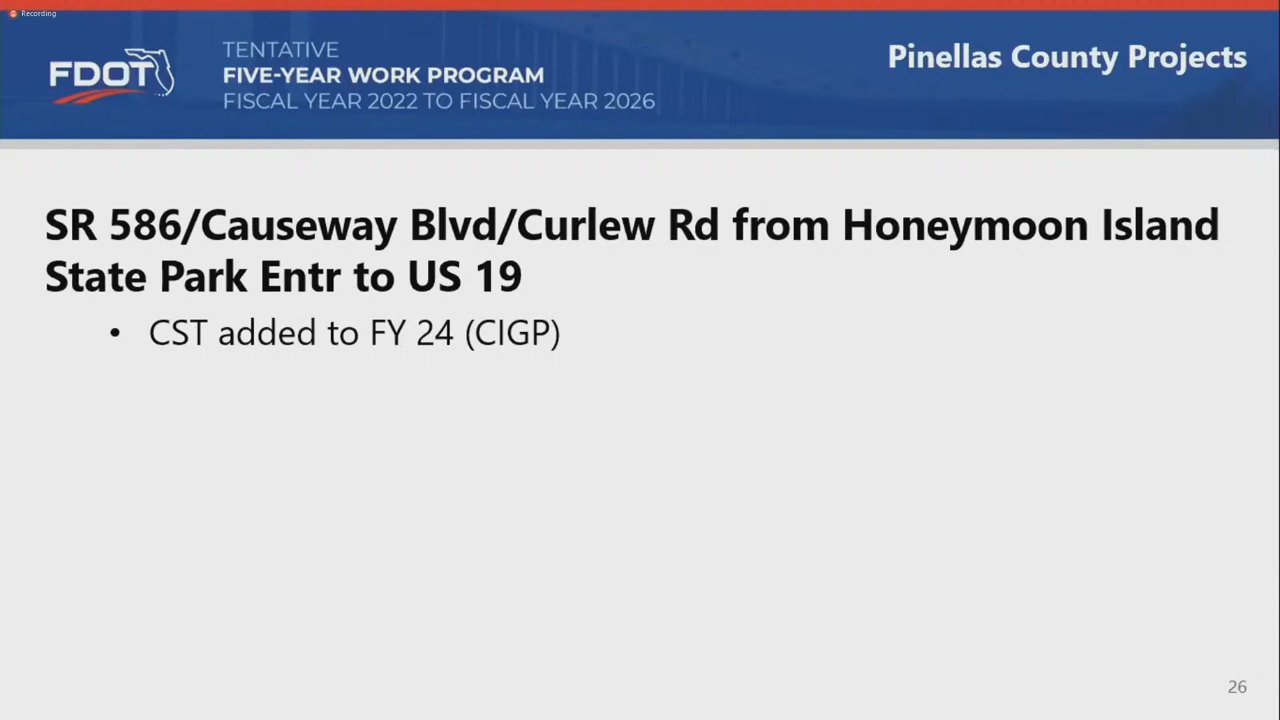 Recording
FDOT
TENTATIVE
FIVE-YEAR WORK PROGRAM
FISCAL YEAR 2022 TO FISCAL YEAR 2026
Pinellas County Projects
SR 586/Causeway Blvd/Curlew Rd from Honeymoon Island
State Park Entr to US 19
• CST added to FY 24 (CIGP)
26